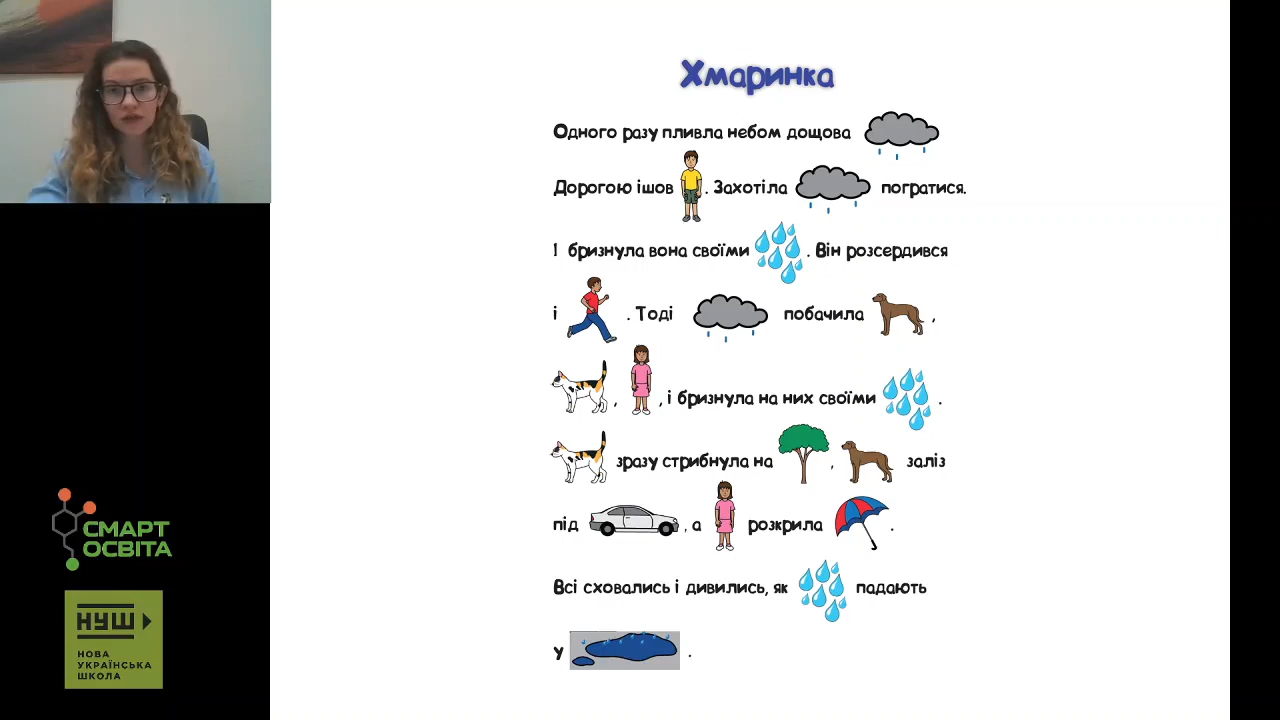 Хмаринка
Одного разу пливла небом дощова
Дорогою ішов . Захотіла погратися.
І бризнула вона своїми . Він розсердився
і . Тоді побачила ,
, , і бризнула на них своїми .
зразу стрибнула на , заліз
під , а розкрила .
Всі сховались і дивились, як падають
у .
СМАРТ
ОСВІТА
НУШ
НОВА
УКРАЇНСЬКА
ШКОЛА